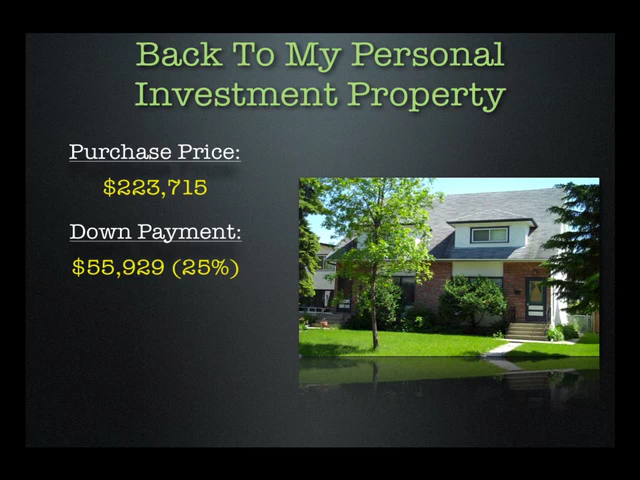 Back To My Personal
Investment Property
Purchase Price:
$223,715
Down Payment:
$55,929 (25%)